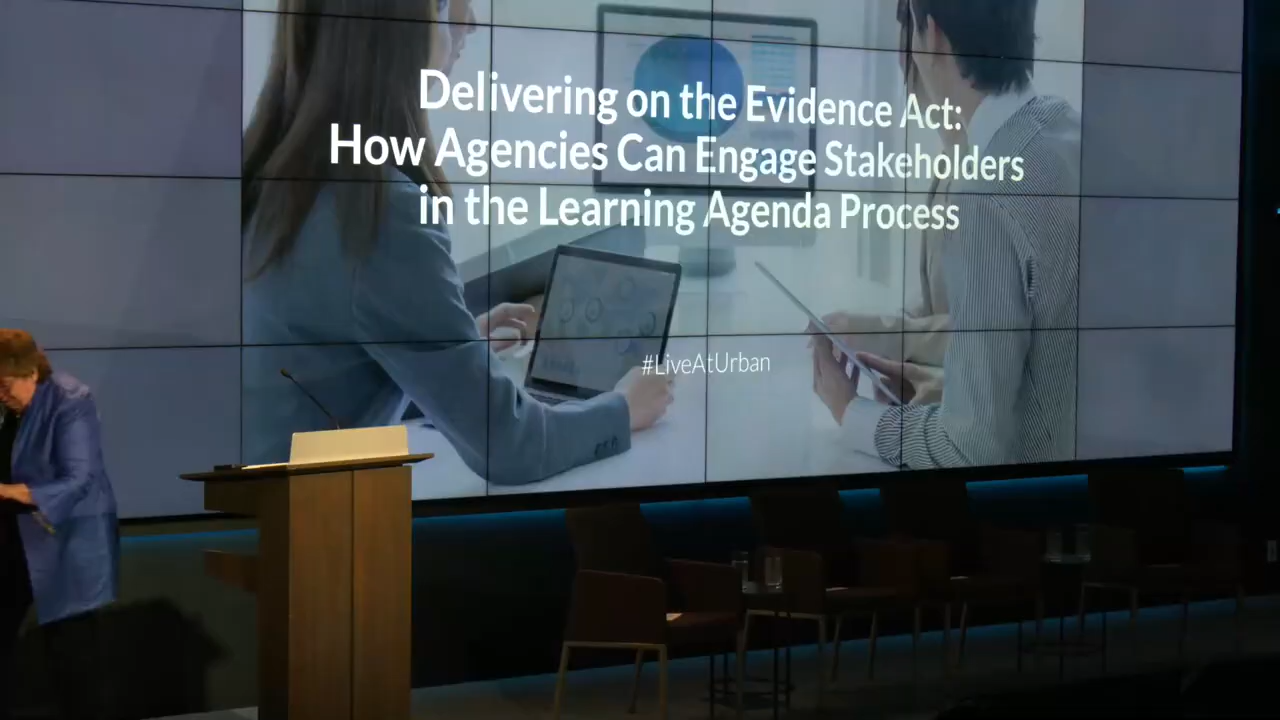 Delivering on the Evidence Act:
How Agencies Can Engage Stakeholders
in the Learning Agenda Process
#LiveAtUrban